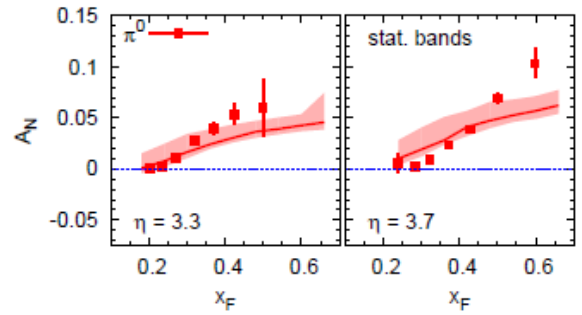 0.15
0.1
0.05
0
-0.05
A_N
π⁰
η = 3.3
0.2 0.4 0.6
x_F
stat. bands
η = 3.7
0.2 0.4 0.6
x_F